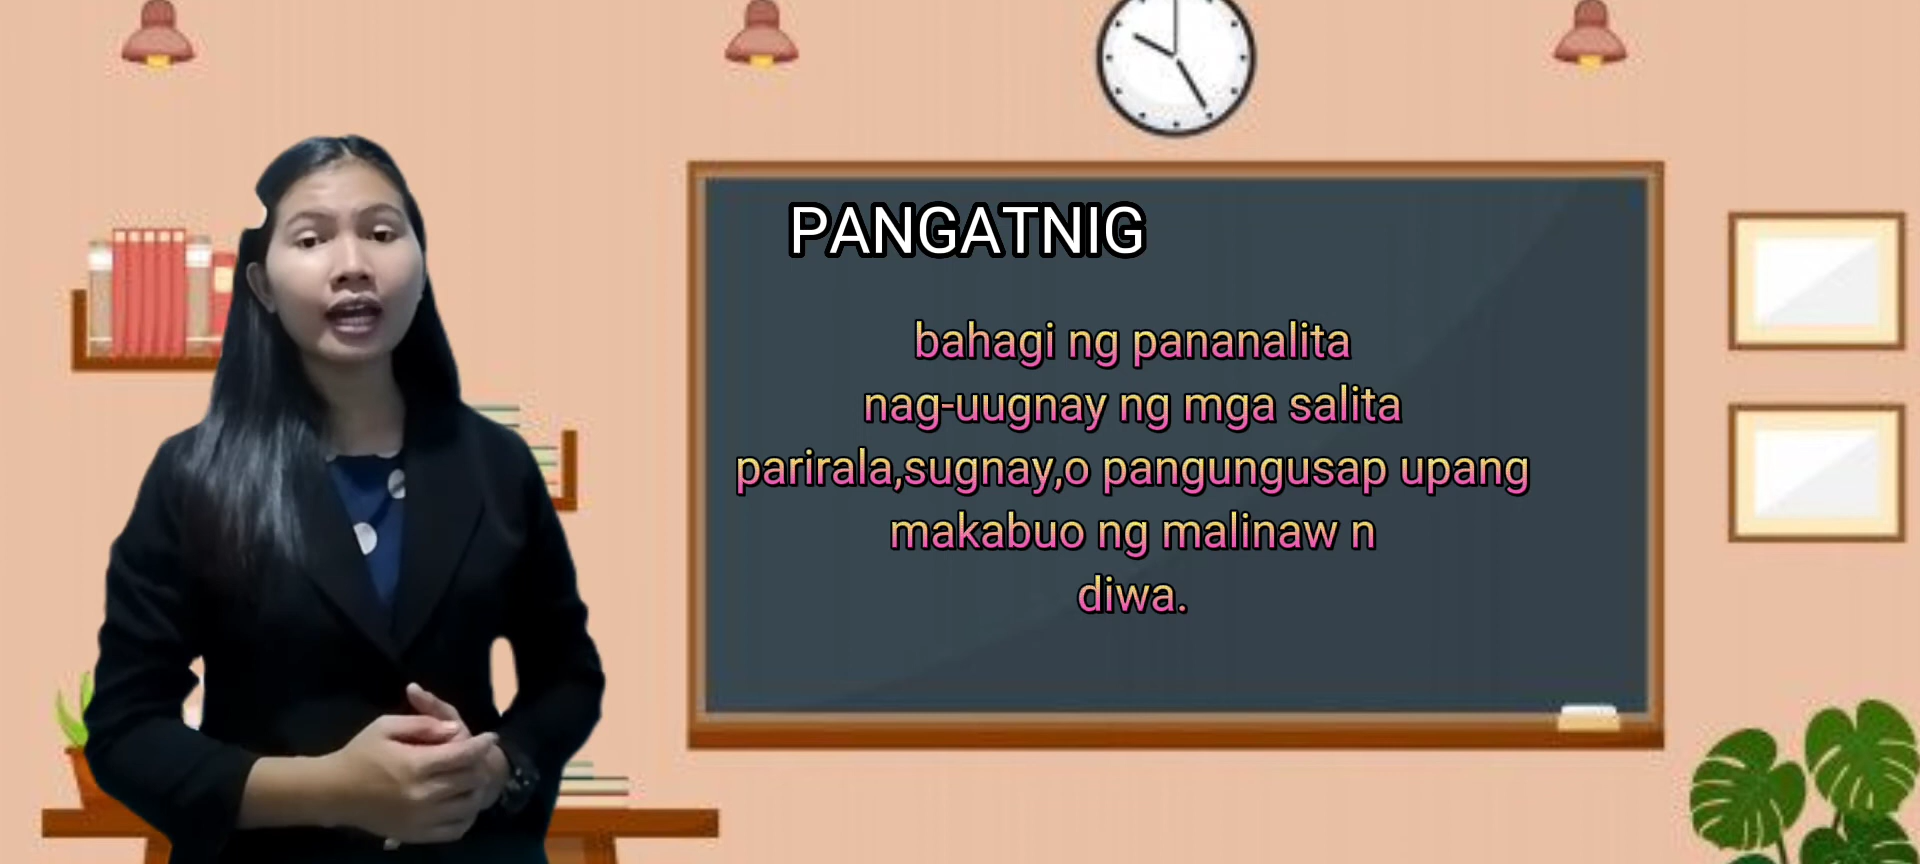 PANGATNIG
bahagi ng pananalita
nag-uugnay ng mga salita
parirala,sugnay,o pangungusap upang
makabuo ng malinaw n
diwa.